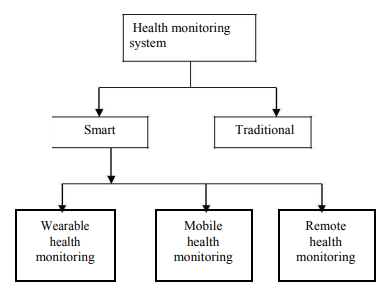 Health monitoring
system
Smart
Traditional
Wearable
health
monitoring
Mobile
health
monitoring
Remote
health
monitoring